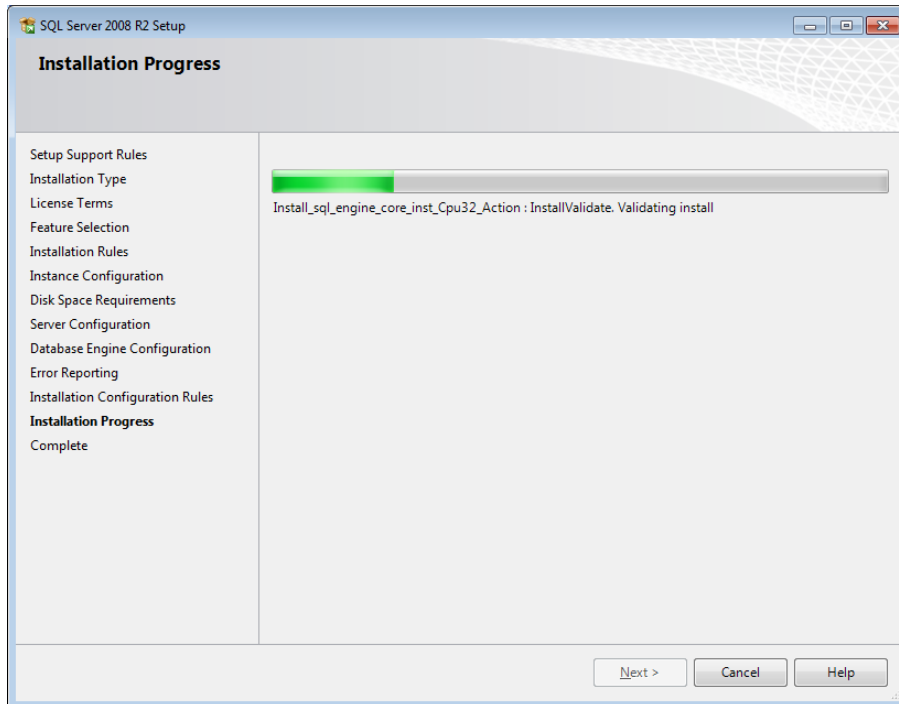 SQL Server 2008 R2 Setup
Installation Progress
Setup Support Rules
Installation Type
License Terms
Feature Selection
Installation Rules
Instance Configuration
Disk Space Requirements
Server Configuration
Database Engine Configuration
Error Reporting
Installation Configuration Rules
Installation Progress
Complete
Install_sql_engine_core_inst_Cpu32_Action : InstallValidate. Validating install
Next >
Cancel
Help